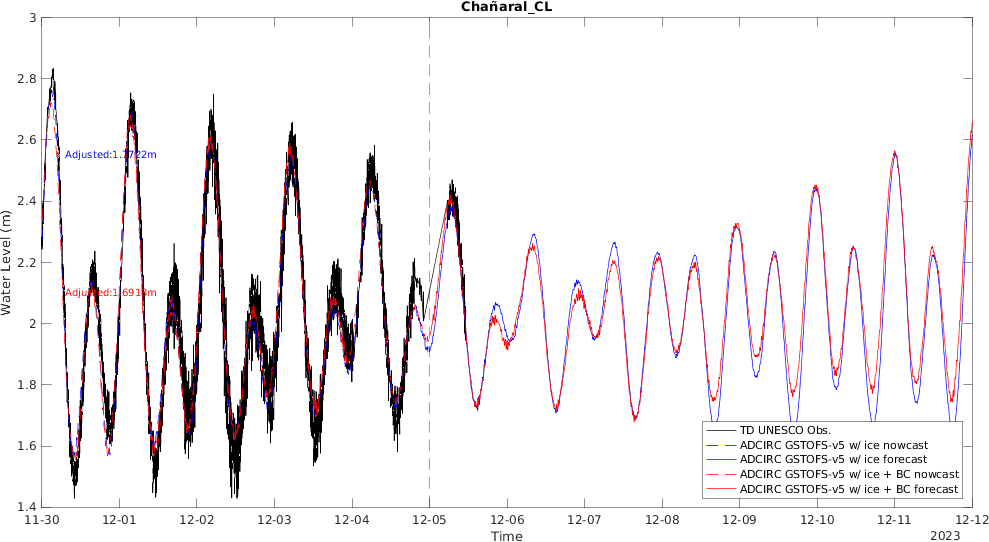 Chañaral_CL
Water Level (m)
3
2.8
2.6
2.4
2.2
2
1.8
1.6
1.4
Adjusted:1.7722m
TD UNESCO Obs.
ADCIRC GSTOFS-v5 w/ ice nowcast
ADCIRC GSTOFS-v5 w/ ice forecast
ADCIRC GSTOFS-v5 w/ ice + BC nowcast
ADCIRC GSTOFS-v5 w/ ice + BC forecast
11-30
12-01
12-02
12-03
12-04
12-05
12-06
12-07
12-08
12-09
12-10
12-11
12-12
Time
2023